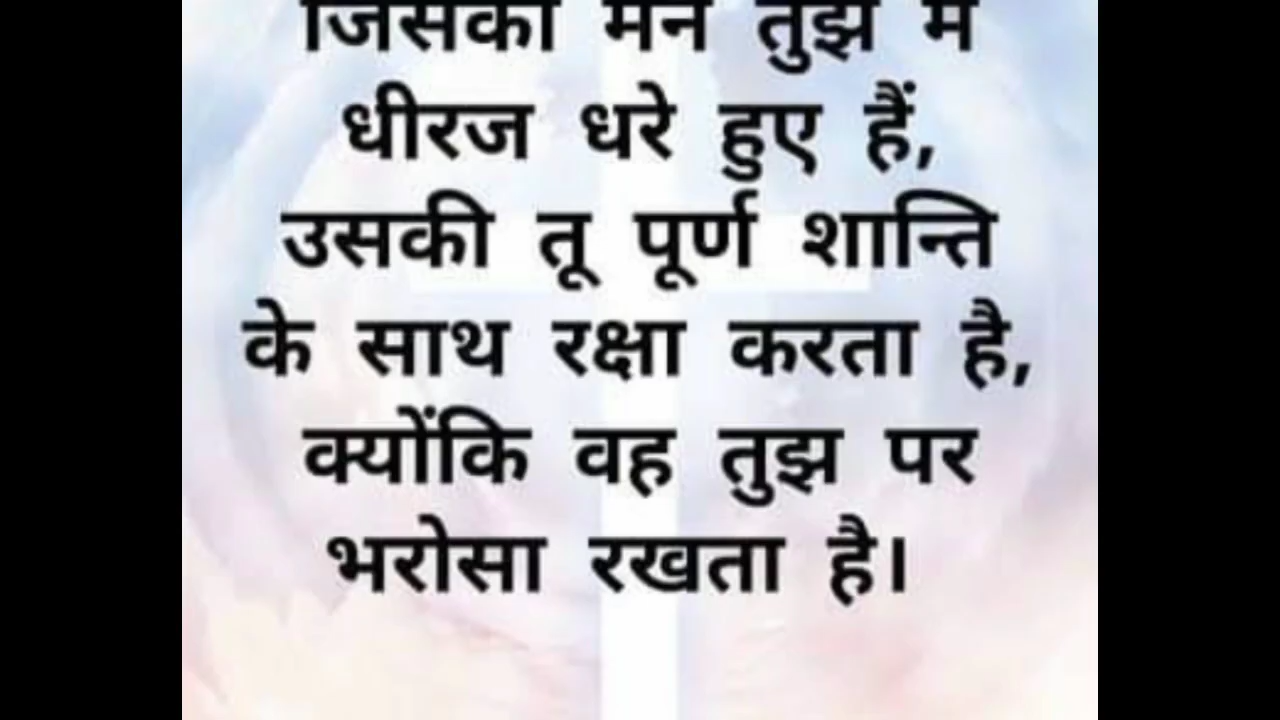 जिसका मन तुझ में
धीरज धरे हुए हैं,
उसकी तू पूर्ण शान्ति
के साथ रक्षा करता है,
क्योंकि वह तुझ पर
भरोसा रखता है।